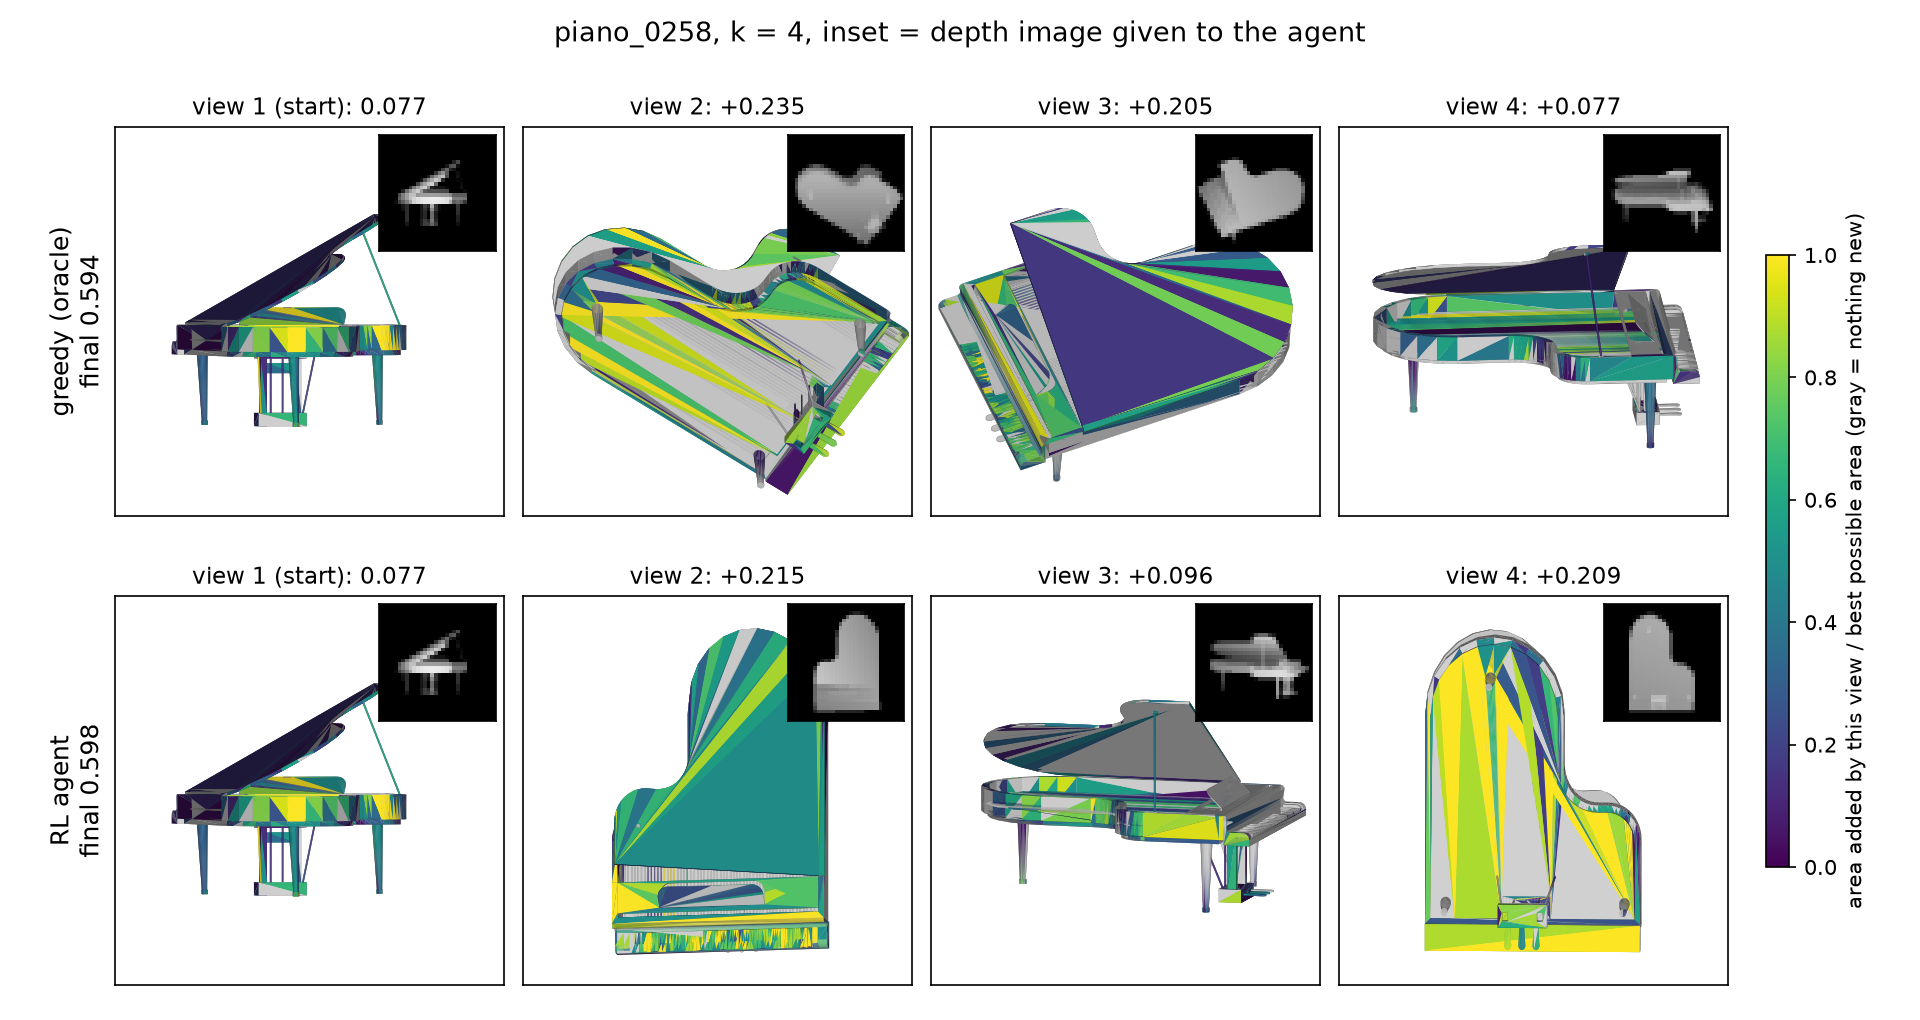 piano_0258, k = 4, inset = depth image given to the agent
view 1 (start): 0.077
view 2: +0.235
view 3: +0.205
view 4: +0.077
greedy (oracle)
final 0.594
view 1 (start): 0.077
view 2: +0.215
view 3: +0.096
view 4: +0.209
RL agent
final 0.598
1.0
0.8
0.6
0.4
0.2
0.0
area added by this view / best possible area (gray = nothing new)